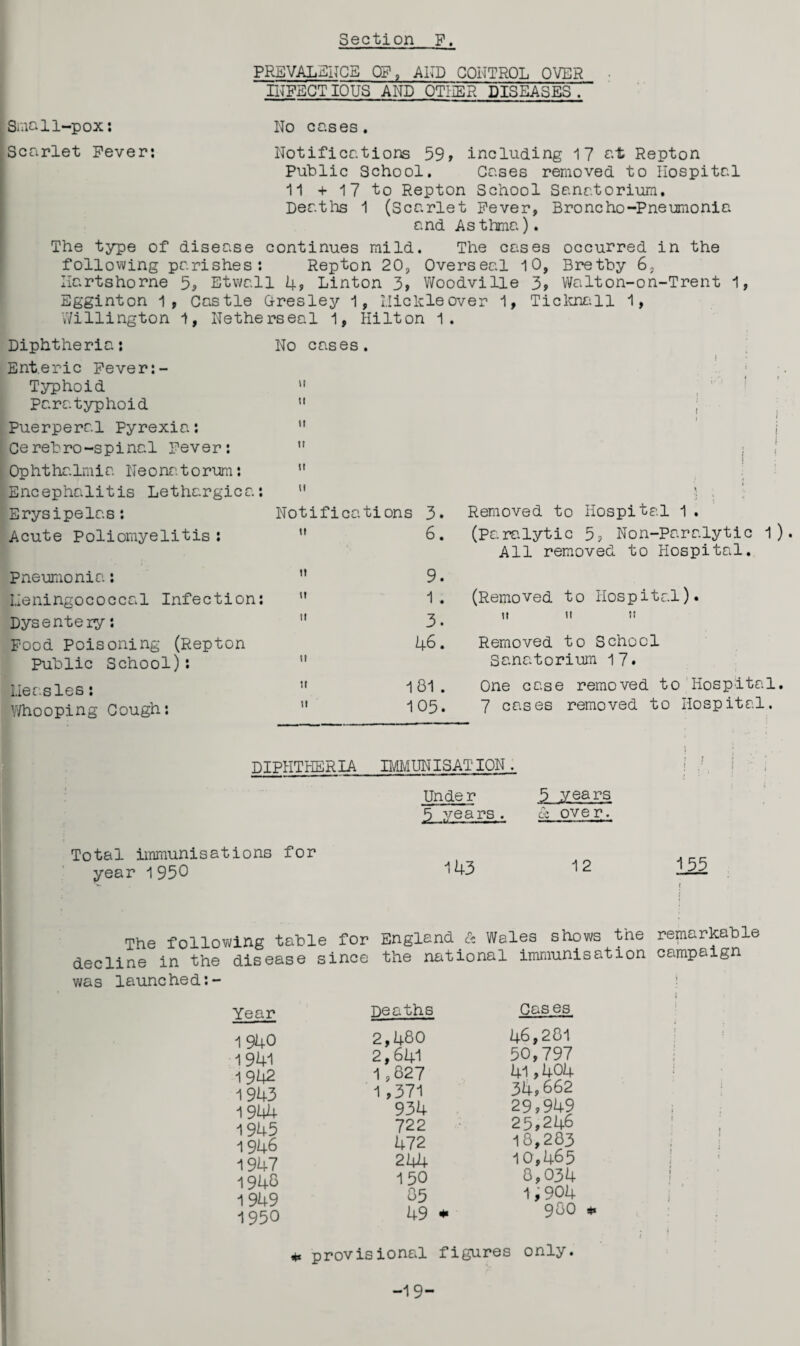 Section F.
PREVALENCE OF, AND CONTROL OVER
INFECTIOUS AND OTHER DISEASES.
Small-pox: No cases.
Scarlet Fever: Notifications 59, including 17 at Repton
Public School. Cases removed to Hospital
11 + 17 to Repton School Sanatorium.
Deaths 1 (Scarlet Fever, Broncho-Pneumonia
and Asthma).
The type of disease continues mild. The cases occurred in the
following parishes: Repton 20, Overseal 10, Bretby 6,
Hartshorne 5, Etwall 4, Linton 3, Woodville 3, Walton-on-Trent 1,
Egginton 1, Castle Gresley 1, Mickleover 1, Ticknall 1,
Willington 1, Netherseal 1, Hilton 1.
Diphtheria: No cases.
Enteric Fever:-
Typhoid "
Paratyphoid "
Puerperal Pyrexia: "
Cerebro-spinal Fever: "
Ophthalmia Neonatorum: "
Encephalitis Lethargica: "
Erysipelas: Notifications 3. Removed to Hospital 1.
Acute Poliomyelitis: " 6. (Paralytic 5, Non-Paralytic 1).
All removed to Hospital.
Pneumonia: " 9.
Meningococcal Infection: " 1. (Removed to Hospital).
Dysentery: " 3. " " "
Food Poisoning (Repton 46. Removed to School
Public School): " Sanatorium 17.
Measles: " 181. One case removed to Hospital.
Whooping Cough: " 105. 7 cases removed to Hospital.
DIPHTHERIA IMMUNISATION.
Under 5 years
5 years. & over.
Total immunisations for
year 1950 143 12 155
The following table for England & Wales shows the remarkable
decline in the disease since the national immunisation campaign
was launched:-
Year Deaths Cases
1940 2,480 46,281
1941 2,641 50,797
1942 1,827 41,404
1943 1,371 34,662
1944 934 29,949
1945 722 25,246
1946 472 18,283
1947 244 10,465
1948 150 8,034
1949 85 1,904
1950 49 * 980 *
* provisional figures only.
-19-